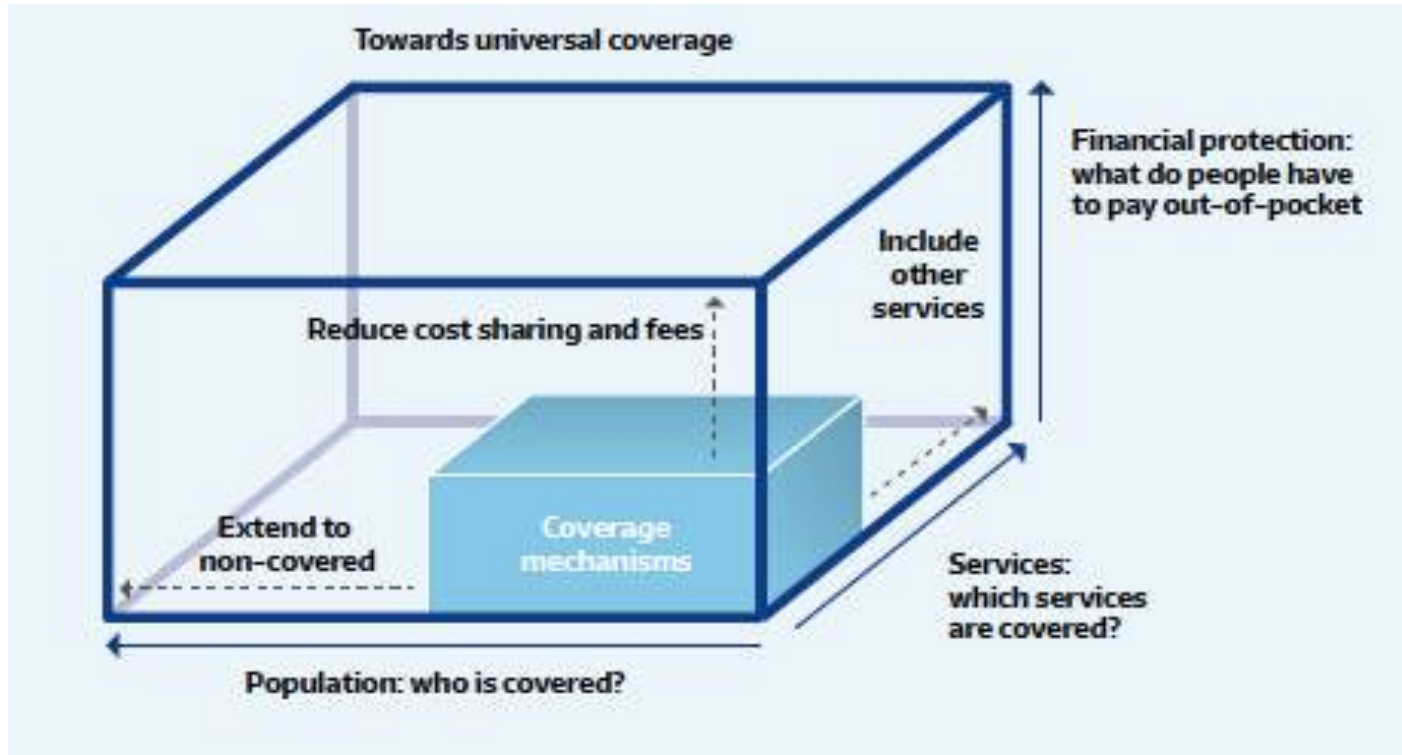 Towards universal coverage
Financial protection:
what do people have
to pay out-of-pocket
Include
other
services
Reduce cost sharing and fees
Extend to
non-covered
Coverage
mechanisms
Services:
which services
are covered?
Population: who is covered?